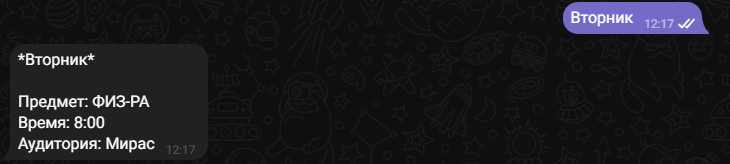 Вторник 12:17
*Вторник*
Предмет: ФИЗ-РА
Время: 8:00
Аудитория: Мирас 12:17